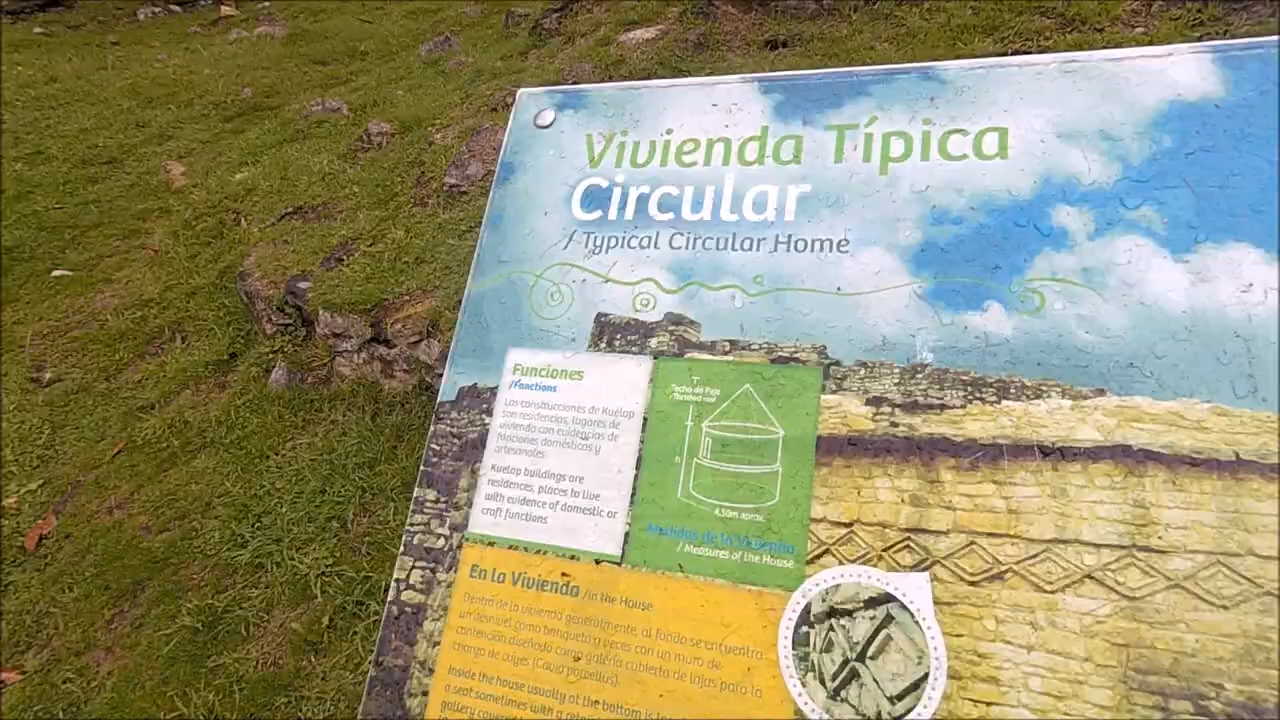 Vivienda Típica
Circular
/ Typical Circular Home
Funciones
/Functions
Las construcciones de Kuelap
son residencias, lugares de
vivienda con evidencias de
funciones domésticas y
artesanales
Kuelap buildings are
residences, places to live
with evidence of domestic or
craft functions
Techo de Paja
/ Thatched roof
h
4,50m aprox.
Medidas de la Vivienda
/ Measures of the House
En la Vivienda /In the House
Dentro de la vivienda generalmente, al fondo se encuentra
un desnivel como banqueta a veces con un muro de
contención diseñado como galería cubierta de lajas para la
crianza de cuyes (Cavia porcellus).
Inside the house usually at the bottom is
a seat sometimes with a
gallery covered